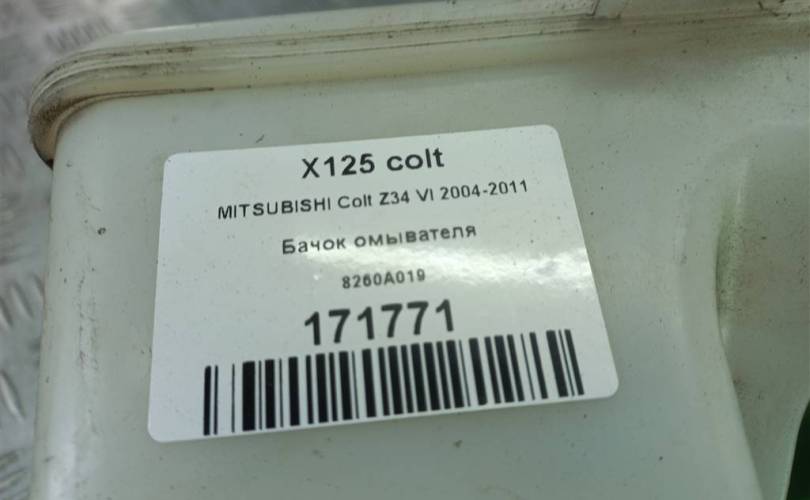 X125 colt
MITSUBISHI Colt Z34 VI 2004-2011
Бачок омывателя
8260A019
171771